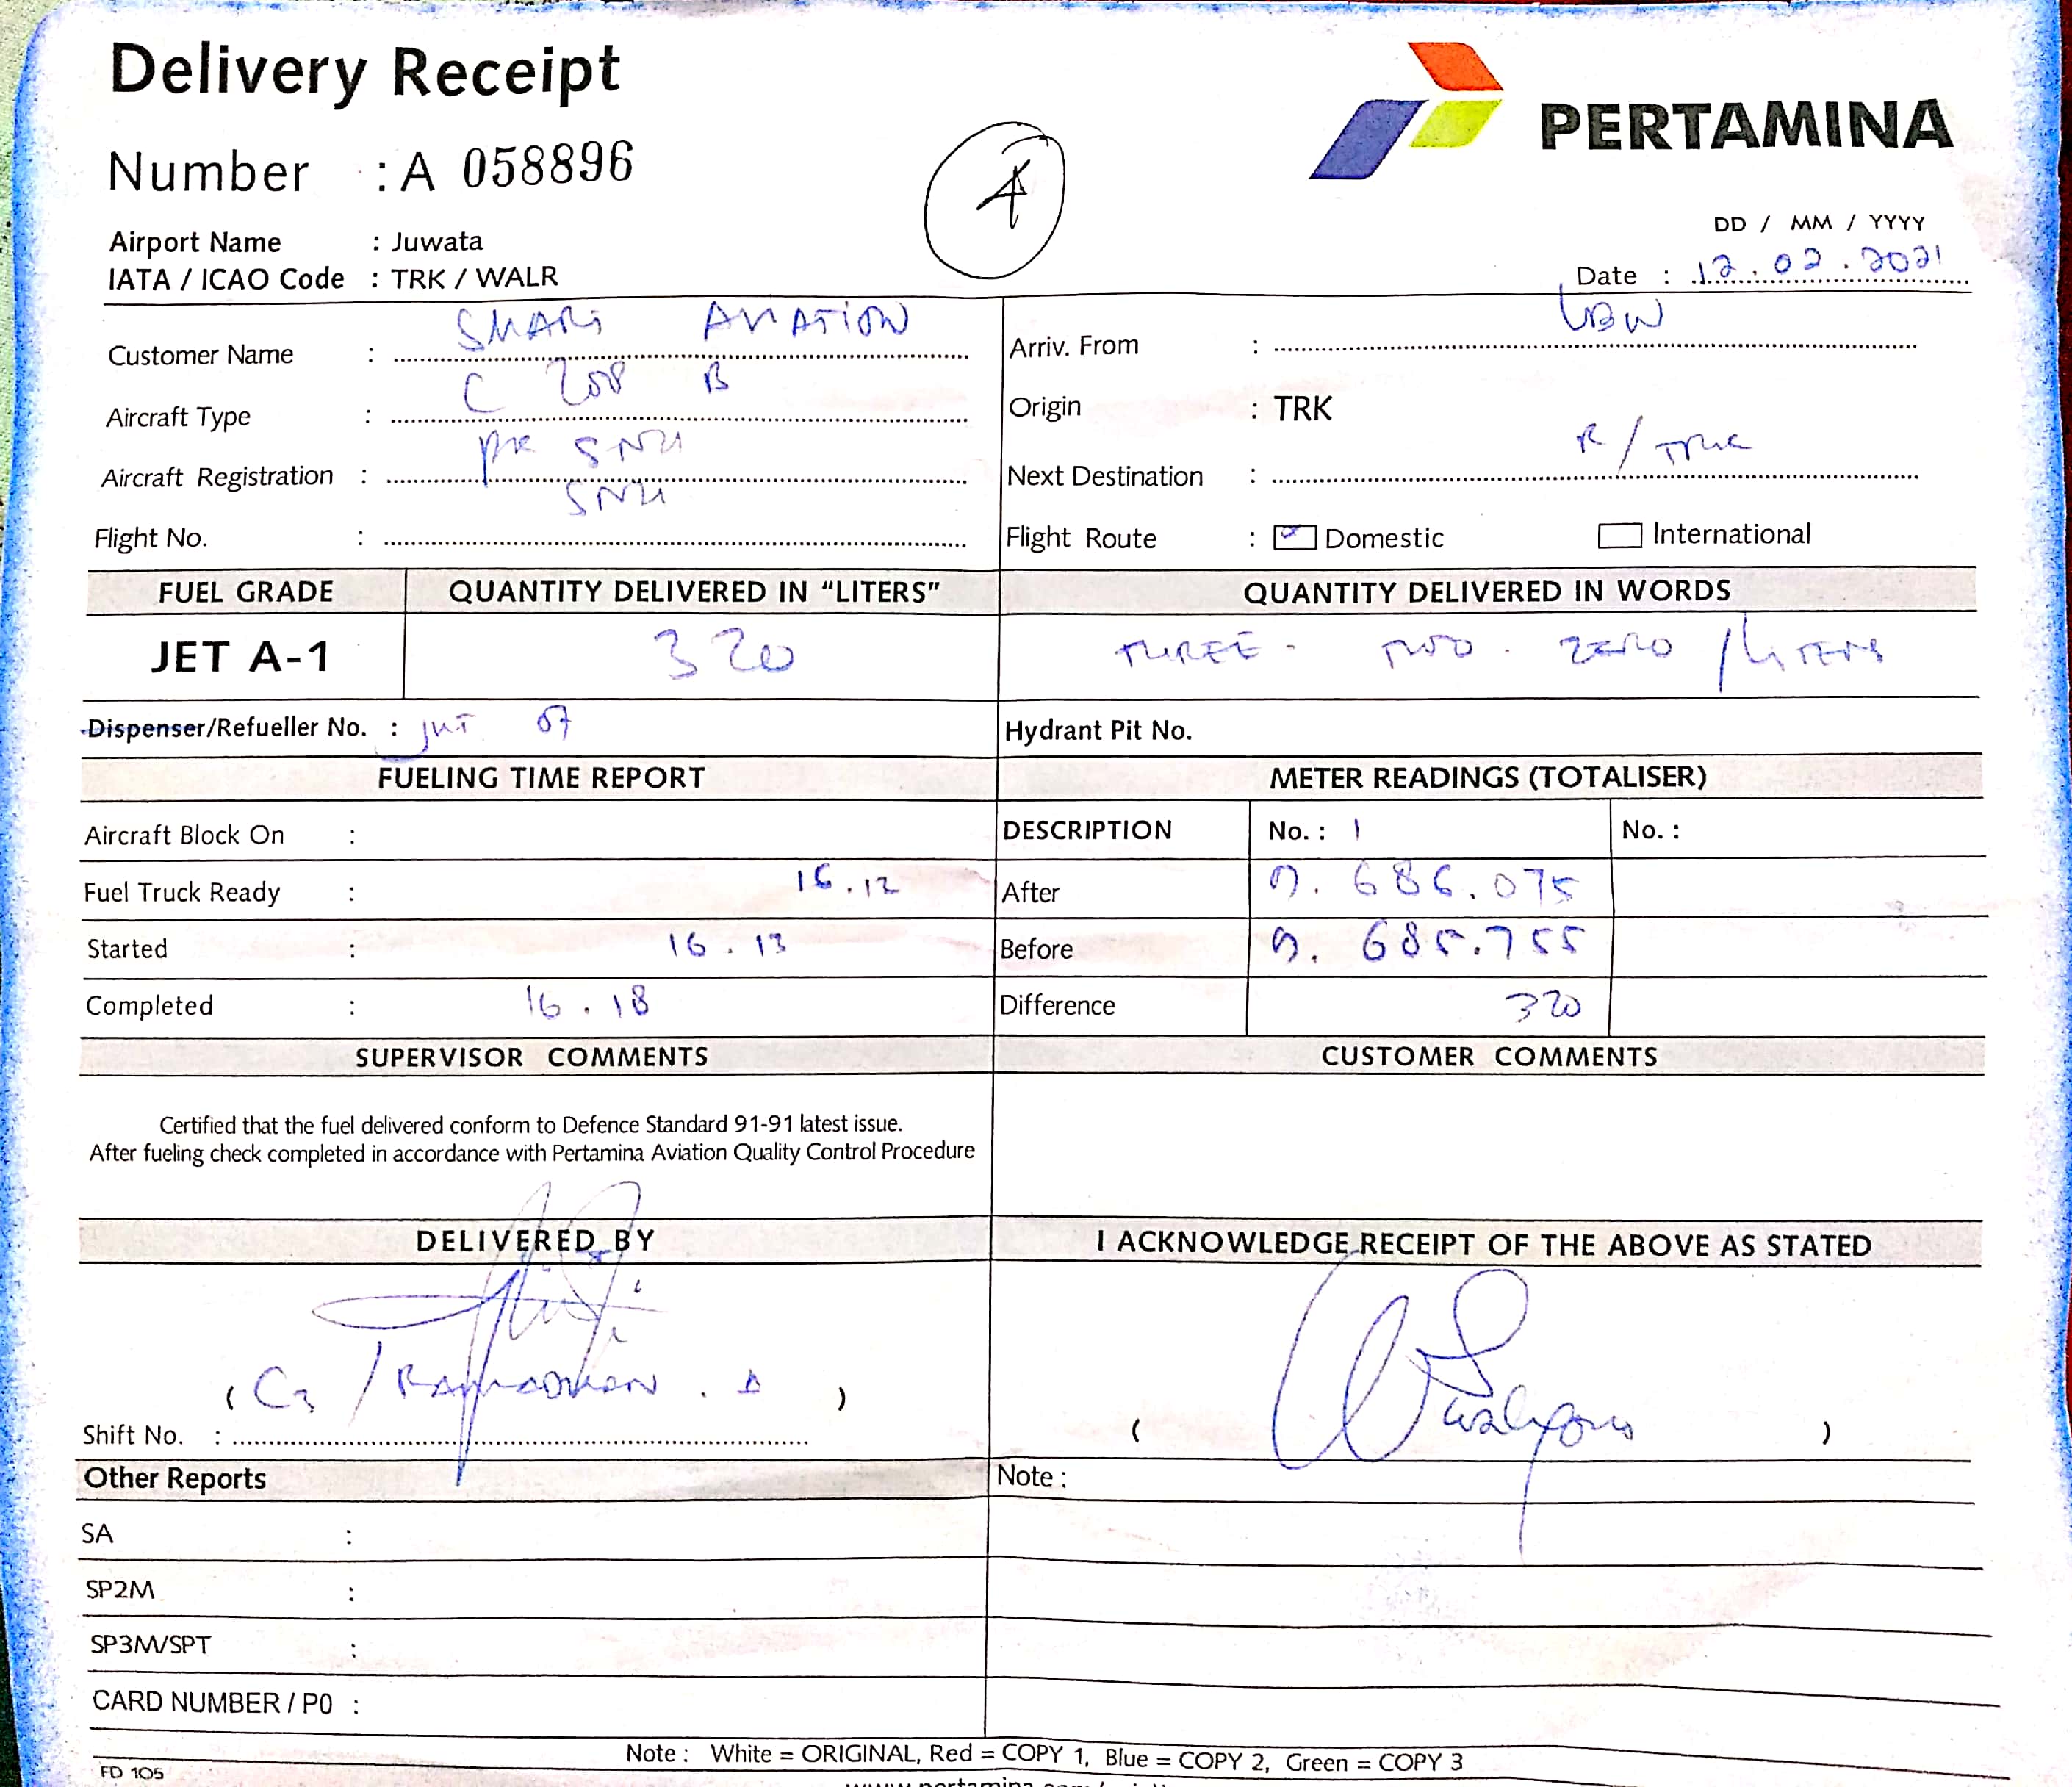 Delivery Receipt
PERTAMINA
Number : A 058896
4
Airport Name : Juwata
IATA / ICAO Code : TRK / WALR
DD / MM / YYYY
Date : 12.02.2021
Customer Name : SMART AVIATION
Aircraft Type : C 208 B
Aircraft Registration : PK SNU
Flight No. : SNU
Arriv. From :
Origin : TRK
Next Destination : R / TRK
Flight Route : Domestic International
FUEL GRADE QUANTITY DELIVERED IN "LITERS" QUANTITY DELIVERED IN WORDS
JET A-1 320 THREE - TWO . ZERO / LITERS
Dispenser/Refueller No. : JUT 07 Hydrant Pit No.
FUELING TIME REPORT METER READINGS (TOTALISER)
Aircraft Block On : DESCRIPTION No. : 1 No. :
Fuel Truck Ready : 16.12 After 9.686.075
Started : 16.13 Before 9.685.755
Completed : 16.18 Difference 320
SUPERVISOR COMMENTS CUSTOMER COMMENTS
Certified that the fuel delivered conform to Defence Standard 91-91 latest issue.
After fueling check completed in accordance with Pertamina Aviation Quality Control Procedure
DELIVERED BY I ACKNOWLEDGE RECEIPT OF THE ABOVE AS STATED
( / )
Shift No. : ( )
Other Reports Note :
SA :
SP2M :
SP3M/SPT :
CARD NUMBER / P0 :
Note : White = ORIGINAL, Red = COPY 1, Blue = COPY 2, Green = COPY 3
FD 105